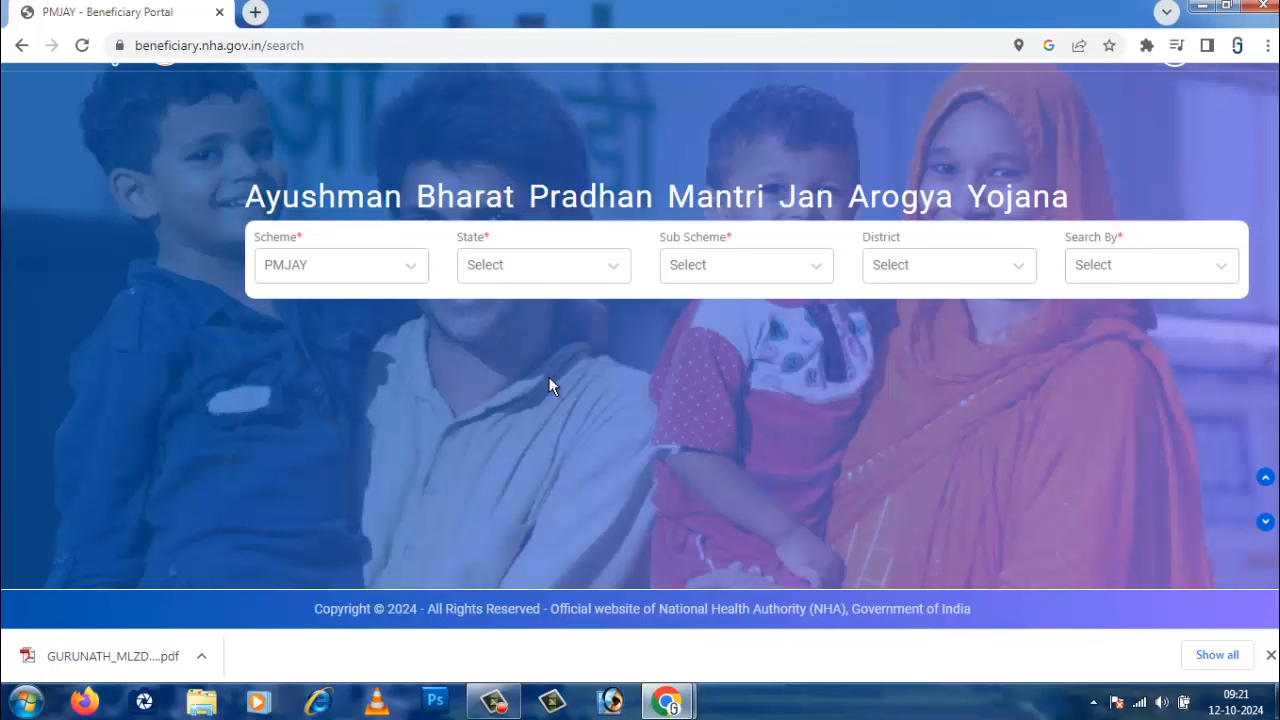 PMJAY - Beneficiary Portal
beneficiary.nha.gov.in/search
Ayushman Bharat Pradhan Mantri Jan Arogya Yojana
Scheme* State* Sub Scheme* District Search By*
PMJAY Select Select Select Select
Copyright © 2024 - All Rights Reserved - Official website of National Health Authority (NHA), Government of India
GURUNATH_MLZD....pdf Show all
Ps
09:21
12-10-2024